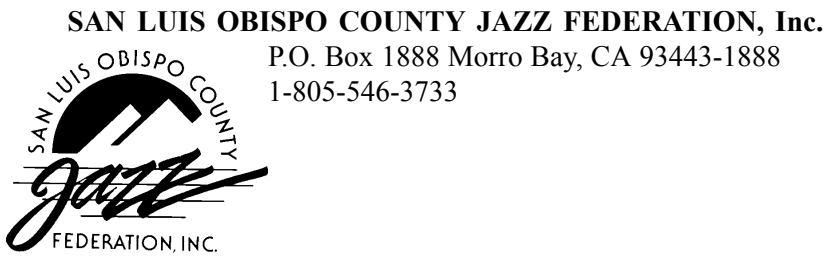 SAN LUIS OBISPO COUNTY JAZZ FEDERATION, Inc.
P.O. Box 1888 Morro Bay, CA 93443-1888
1-805-546-3733
SAN LUIS OBISPO COUNTY
Jazz
FEDERATION, INC.